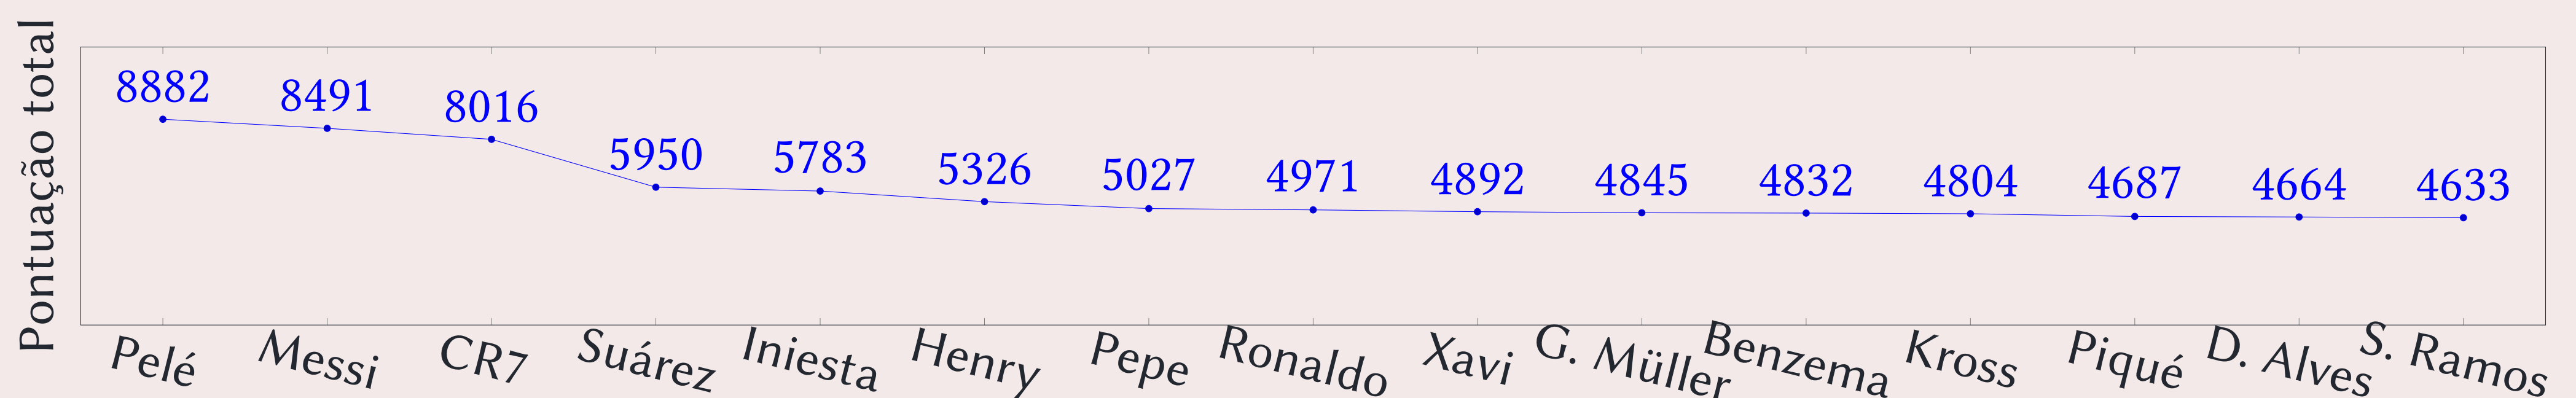 Pontuação total
8882
8491
8016
5950
5783
5326
5027
4971
4892
4845
4832
4804
4687
4664
4633
Pelé
Messi
CR7
Suárez
Iniesta
Henry
Pepe
Ronaldo
Xavi
G. Müller
Benzema
Kross
Piqué
D. Alves
S. Ramos